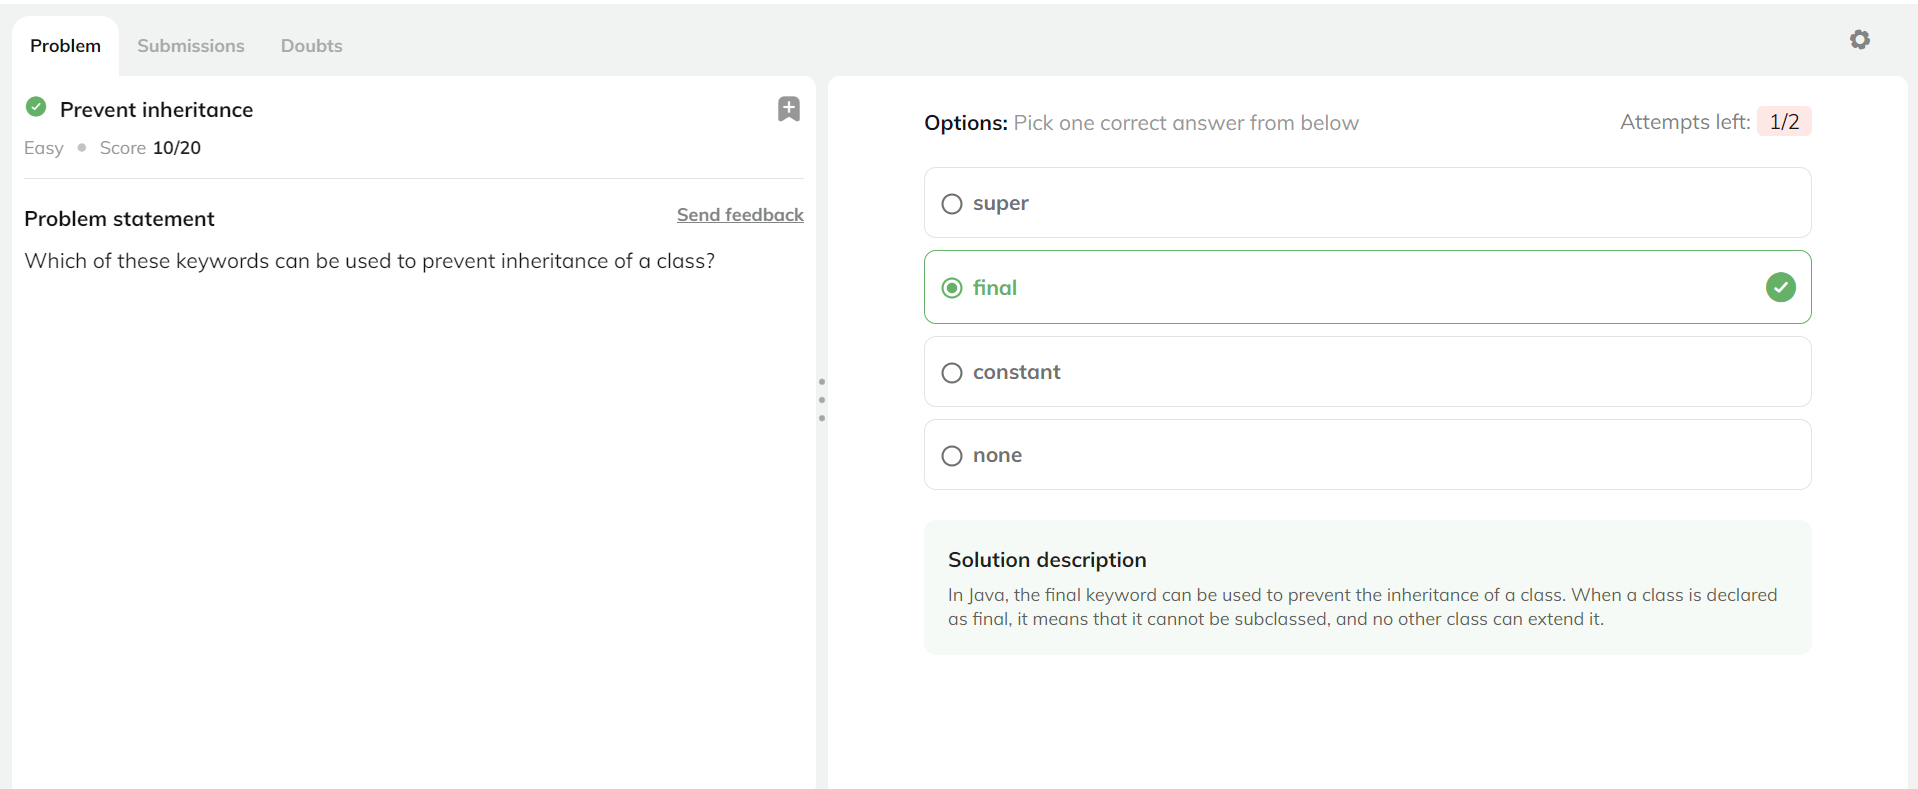 Problem Submissions Doubts
Prevent inheritance
Easy • Score 10/20
Problem statement
Send feedback
Which of these keywords can be used to prevent inheritance of a class?
Options: Pick one correct answer from below
Attempts left: 1/2
super
final
constant
none
Solution description
In Java, the final keyword can be used to prevent the inheritance of a class. When a class is declared
as final, it means that it cannot be subclassed, and no other class can extend it.